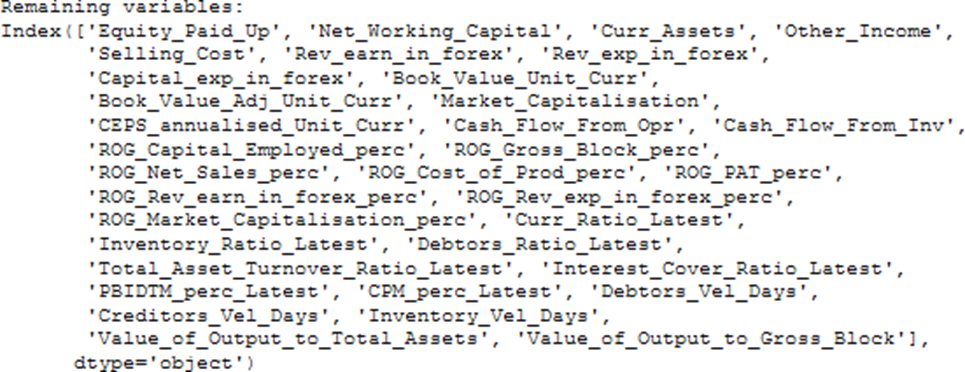 Remaining variables:
Index(['Equity_Paid_Up', 'Net_Working_Capital', 'Curr_Assets', 'Other_Income',
'Selling_Cost', 'Rev_earn_in_forex', 'Rev_exp_in_forex',
'Capital_exp_in_forex', 'Book_Value_Unit_Curr',
'Book_Value_Adj_Unit_Curr', 'Market_Capitalisation',
'CEPS_annualised_Unit_Curr', 'Cash_Flow_From_Opr', 'Cash_Flow_From_Inv',
'ROG_Capital_Employed_perc', 'ROG_Gross_Block_perc',
'ROG_Net_Sales_perc', 'ROG_Cost_of_Prod_perc', 'ROG_PAT_perc',
'ROG_Rev_earn_in_forex_perc', 'ROG_Rev_exp_in_forex_perc',
'ROG_Market_Capitalisation_perc', 'Curr_Ratio_Latest',
'Inventory_Ratio_Latest', 'Debtors_Ratio_Latest',
'Total_Asset_Turnover_Ratio_Latest', 'Interest_Cover_Ratio_Latest',
'PBIDTM_perc_Latest', 'CPM_perc_Latest', 'Debtors_Vel_Days',
'Creditors_Vel_Days', 'Inventory_Vel_Days',
'Value_of_Output_to_Total_Assets', 'Value_of_Output_to_Gross_Block'],
dtype='object')